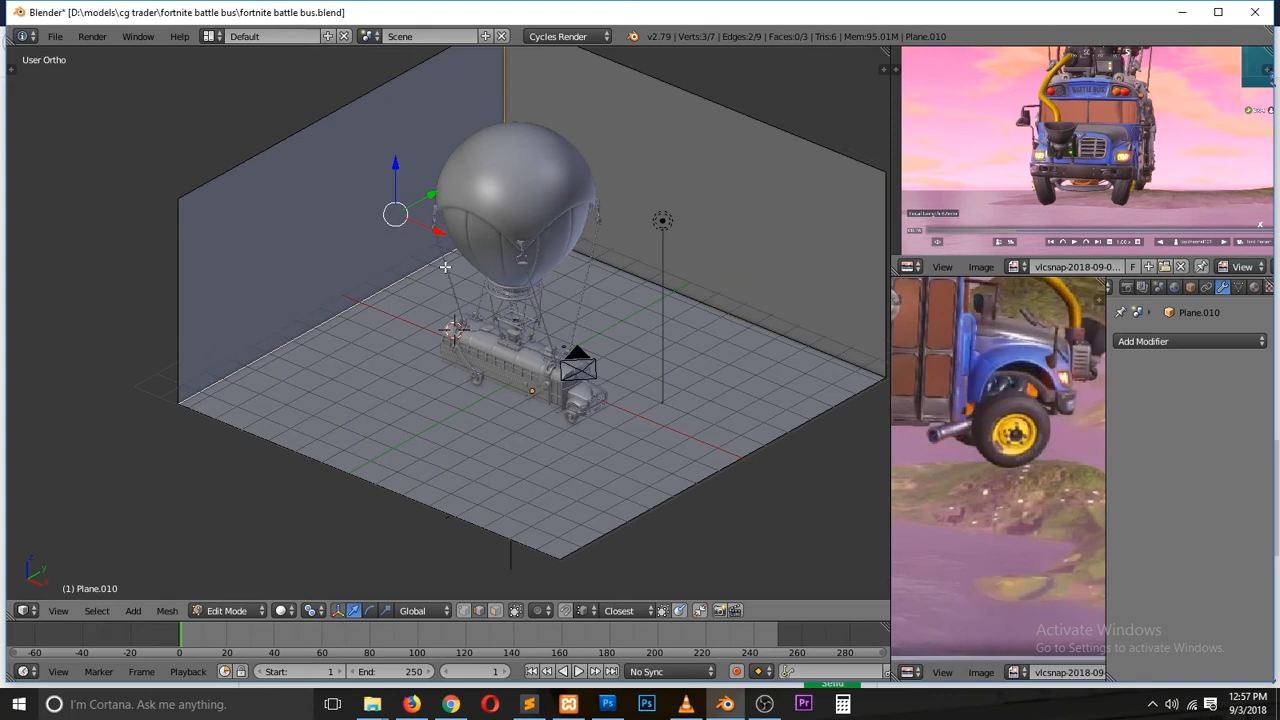 Blender* [D:\models\cg trader\fortnite battle bus\fortnite battle bus.blend]
File Render Window Help Default Scene Cycles Render v2.79 | Verts:7/7 | Edges:2/9 | Faces:0/3 | Tris:6 | Mem:95.01M | Plane.010
User Ortho
BATTLE BUS
View Image vlcsnap-2018-09-0... F View
Plane.010
Add Modifier
(1) Plane.010
View Select Add Mesh Edit Mode Global Closest
-60 -40 -20 0 20 40 60 80 100 120 140 160 180 200 220 240 260 280
View Marker Frame Playback Start: 1 End: 250 1 No Sync
View Image vlcsnap-2018-09-
Activate Windows
Go to Settings to activate Windows.
Send
I'm Cortana. Ask me anything.
12:57 PM
9/3/2018